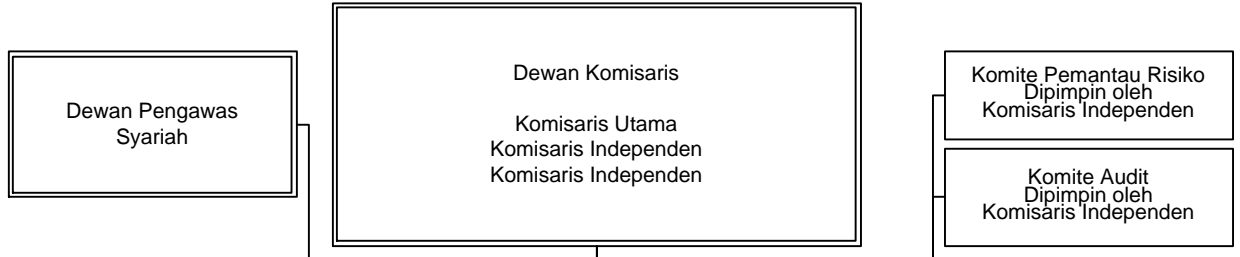 Dewan Pengawas
Syariah
Dewan Komisaris
Komisaris Utama
Komisaris Independen
Komisaris Independen
Komite Pemantau Risiko
Dipimpin oleh
Komisaris Independen
Komite Audit
Dipimpin oleh
Komisaris Independen